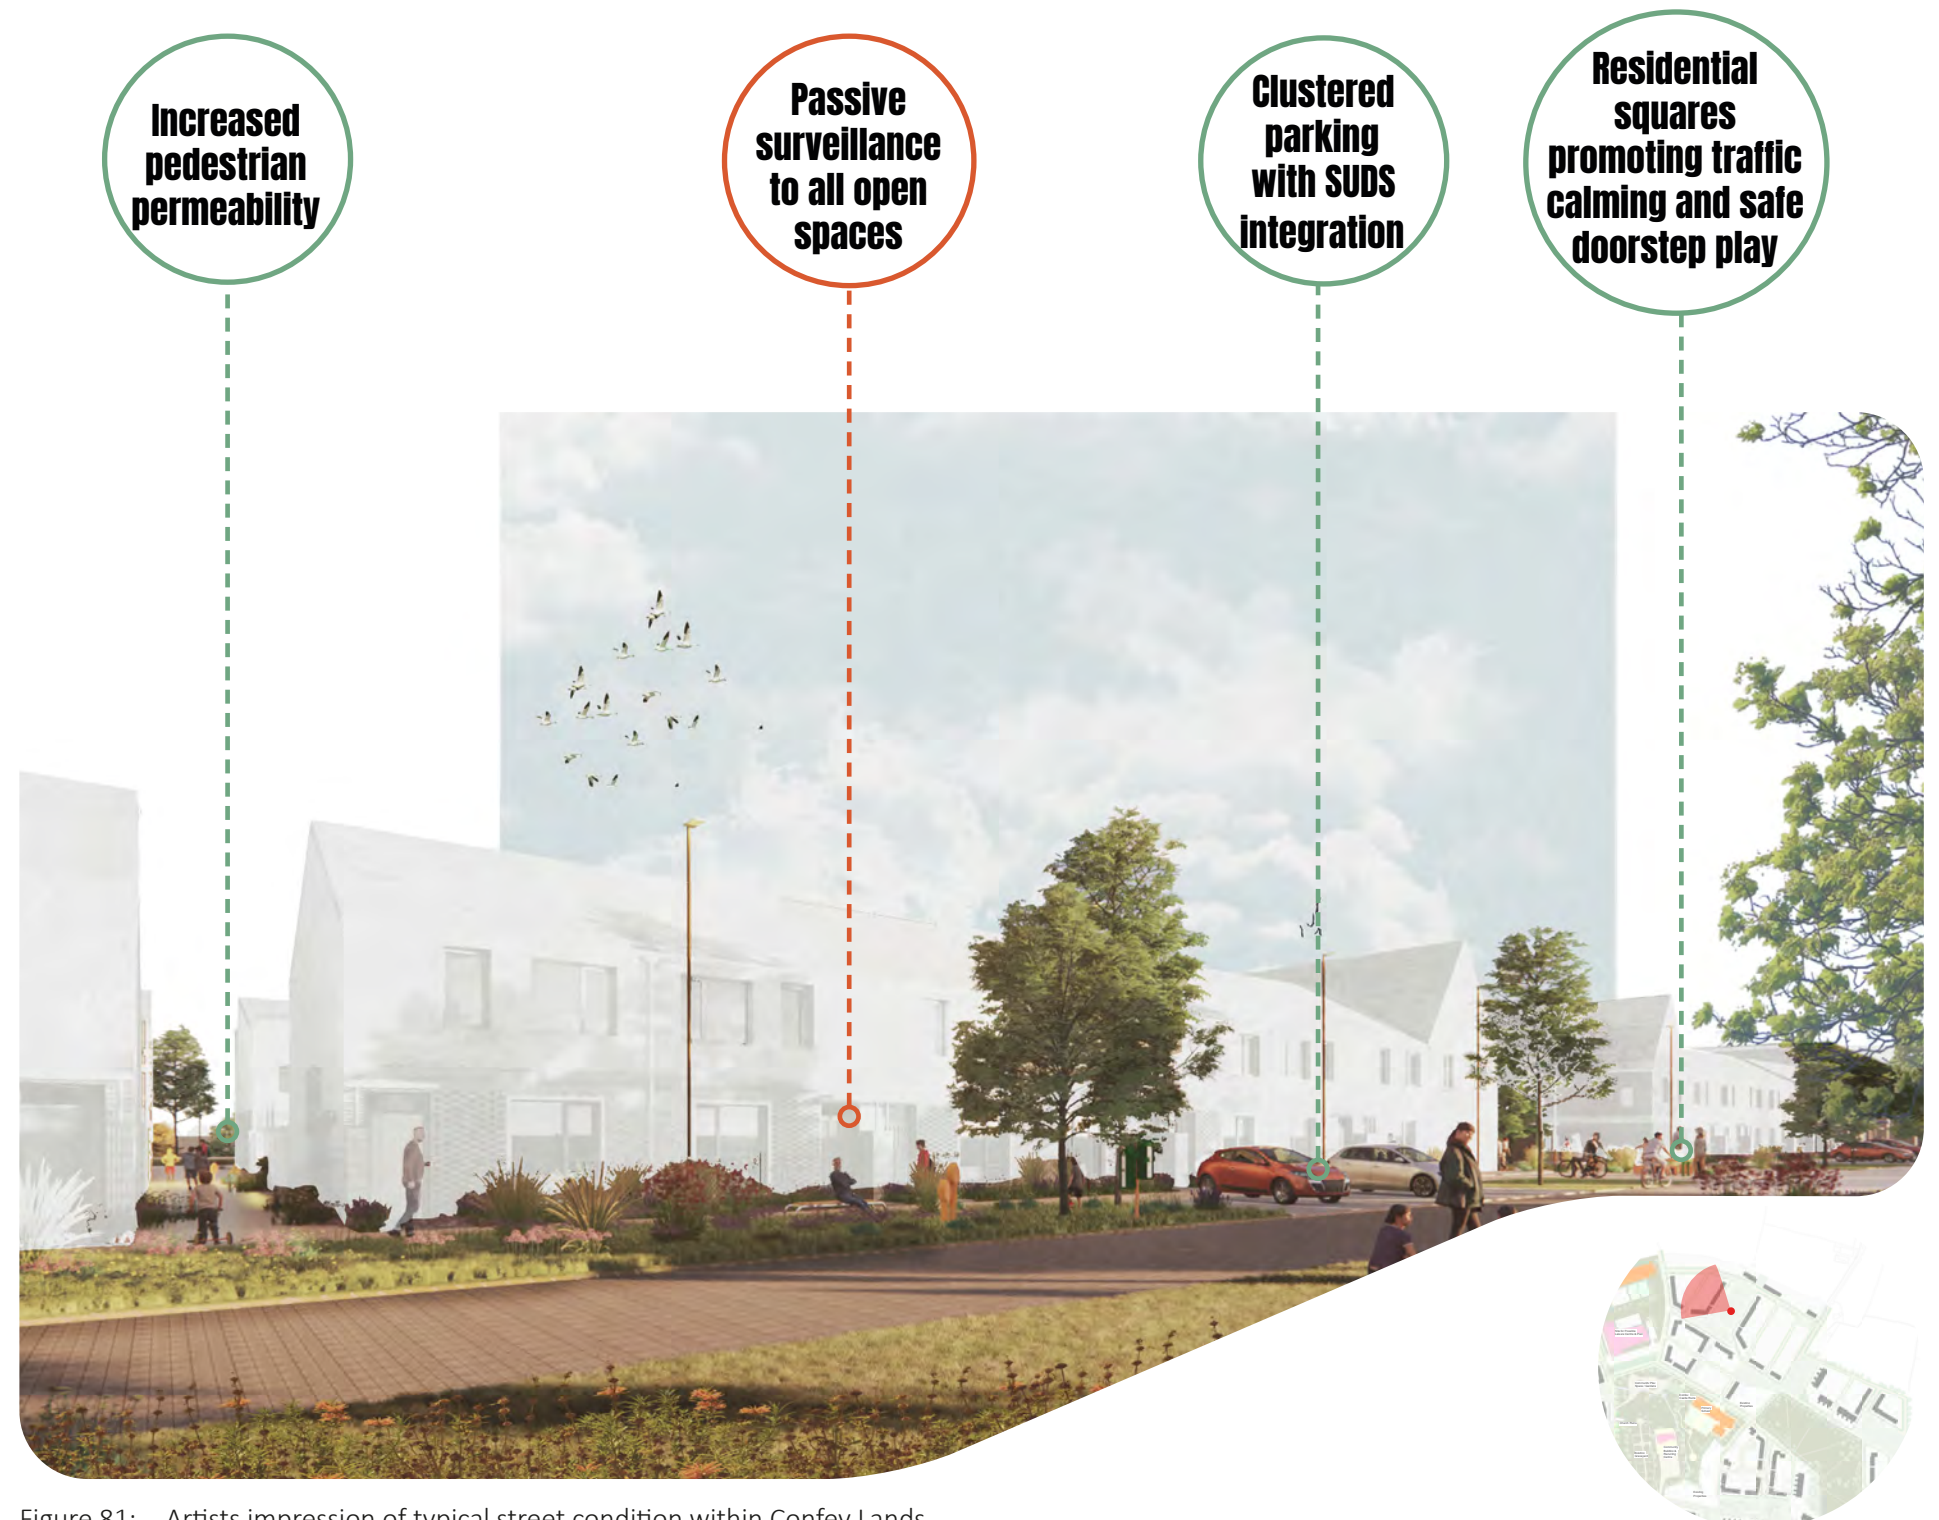 Increased
pedestrian
permeability
Passive
surveillance
to all open
spaces
Clustered
parking
with SUDS
integration
Residential
squares
promoting traffic
calming and safe
doorstep play
Figure 81: Artists impression of typical street condition within Confey Lands